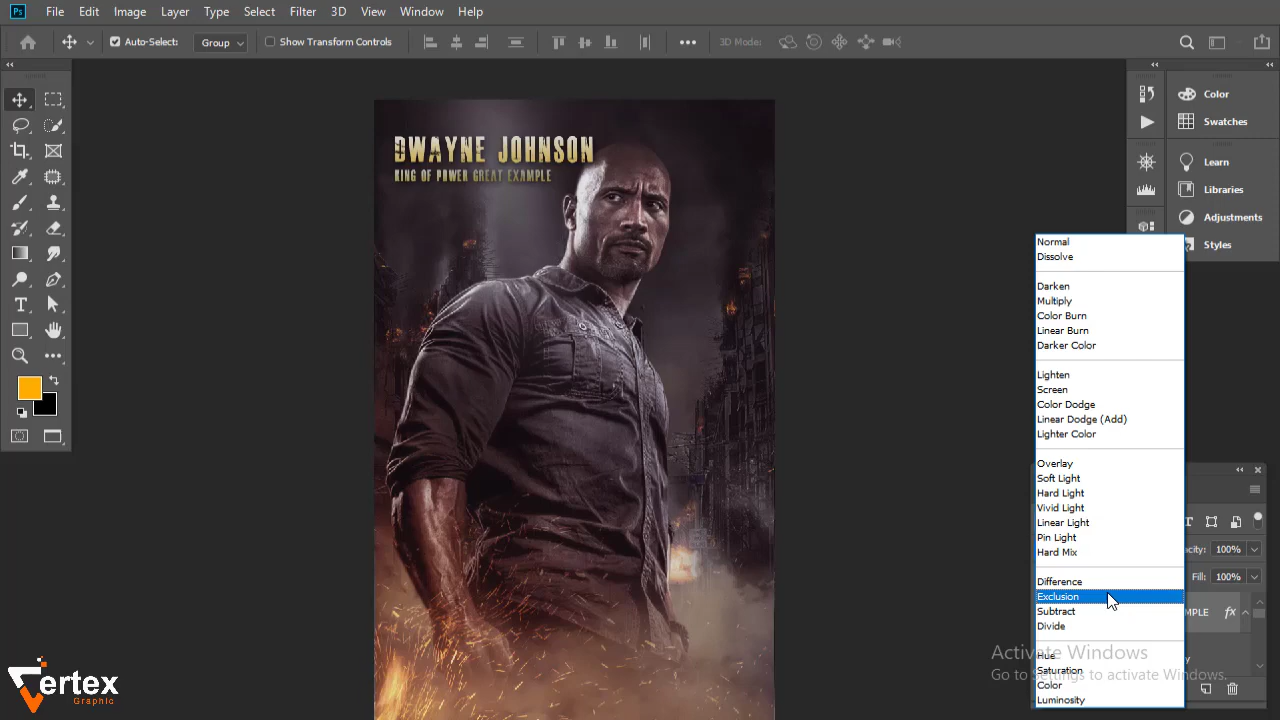 Ps File Edit Image Layer Type Select Filter 3D View Window Help
Auto-Select: Group Show Transform Controls 3D Mode:
Color
Swatches
Learn
Libraries
Adjustments
Styles
DWAYNE JOHNSON
KING OF POWER GREAT EXAMPLE
Normal
Dissolve
Darken
Multiply
Color Burn
Linear Burn
Darker Color
Lighten
Screen
Color Dodge
Linear Dodge (Add)
Lighter Color
Overlay
Soft Light
Hard Light
Vivid Light
Linear Light
Pin Light
Hard Mix
Difference
Exclusion
Subtract
Divide
Hue
Saturation
Color
Luminosity
acity: 100%
Fill: 100%
MPLE fx
Activate Windows
Go to Settings to activate Windows.
Vertex
Graphic